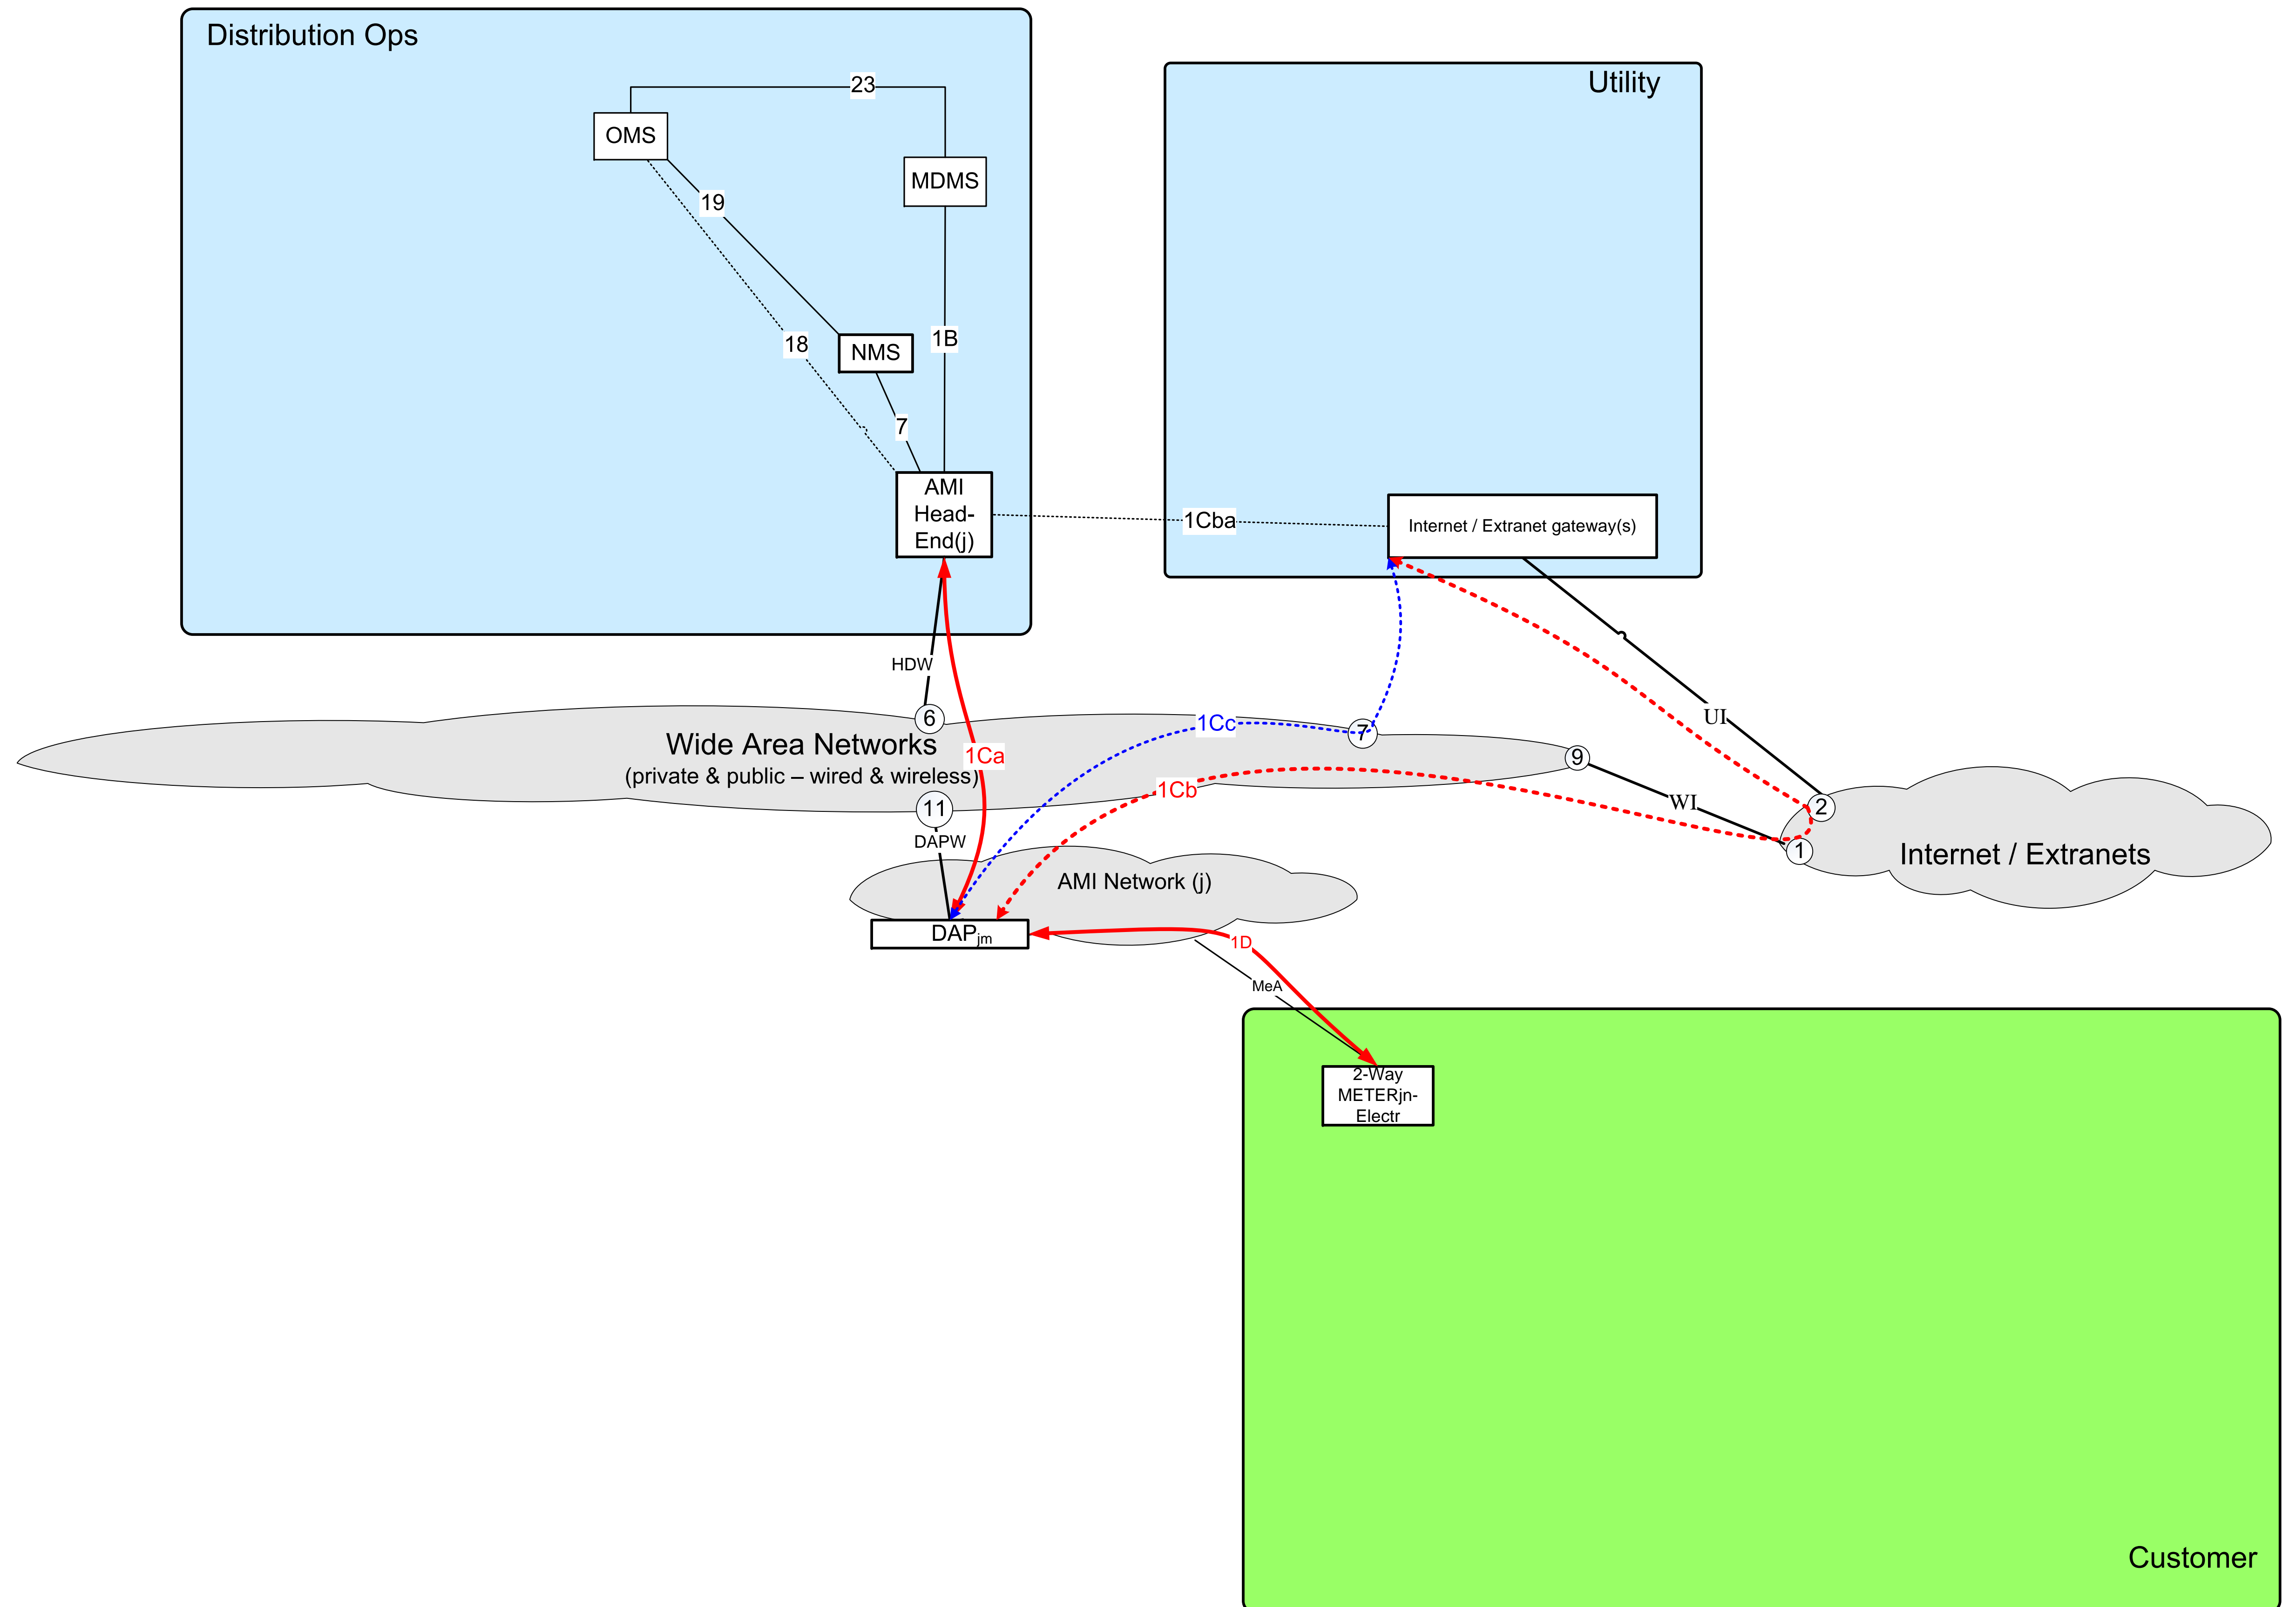 Distribution Ops
Utility
23
OMS
MDMS
19
18
NMS
1B
7
AMI
Head-
End(j)
1Cba
Internet / Extranet gateway(s)
HDW
6
Wide Area Networks
(private & public – wired & wireless)
1Ca
1Cc
7
UI
9
1Cb
WI
2
1
Internet / Extranets
11
DAPW
AMI Network (j)
DAPjm
1D
MeA
2-Way
METERjn-
Electr
Customer